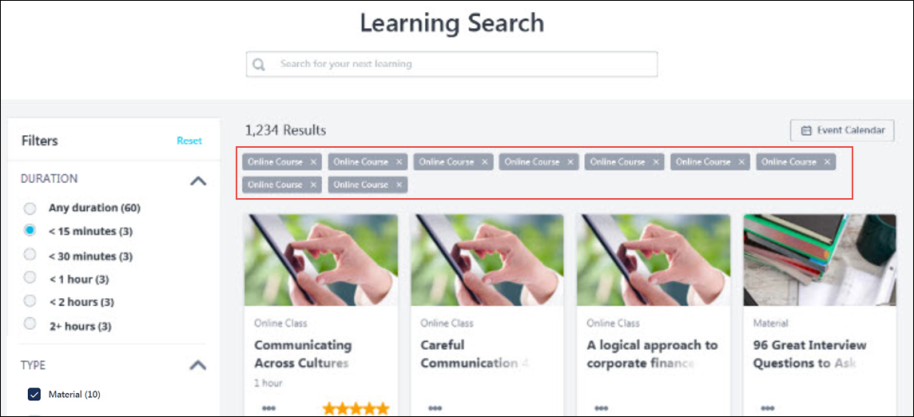 Learning Search
Search for your next learning
1,234 Results
Event Calendar
Filters
Reset
Online Course × Online Course × Online Course × Online Course × Online Course × Online Course × Online Course ×
Online Course × Online Course ×
DURATION
Any duration (60)
< 15 minutes (3)
< 30 minutes (3)
< 1 hour (3)
< 2 hours (3)
2+ hours (3)
TYPE
Material (10)
Online Class
Communicating
Across Cultures
1 hour
Online Class
Careful
Communication 4
Online Class
A logical approach to
corporate finance
Material
96 Great Interview
Questions to Ask